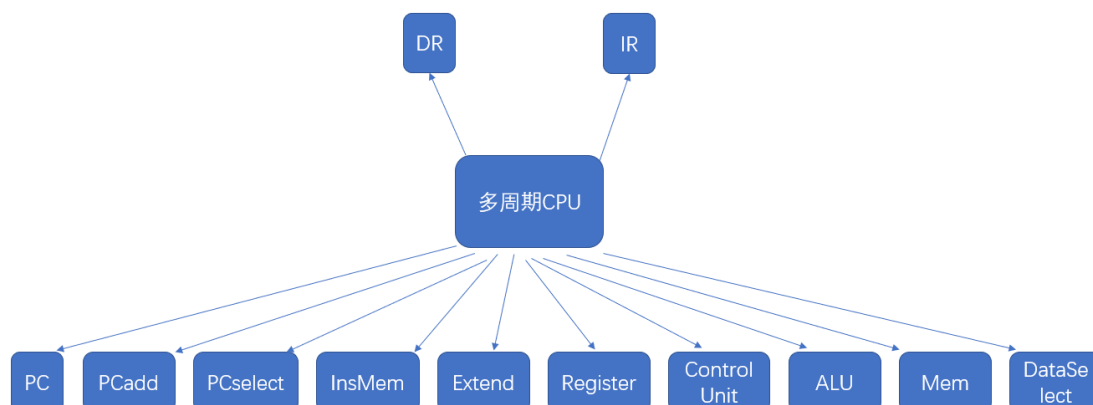 DR
IR
多周期CPU
PC
PCadd
PCselect
InsMem
Extend
Register
Control
Unit
ALU
Mem
DataSe
lect